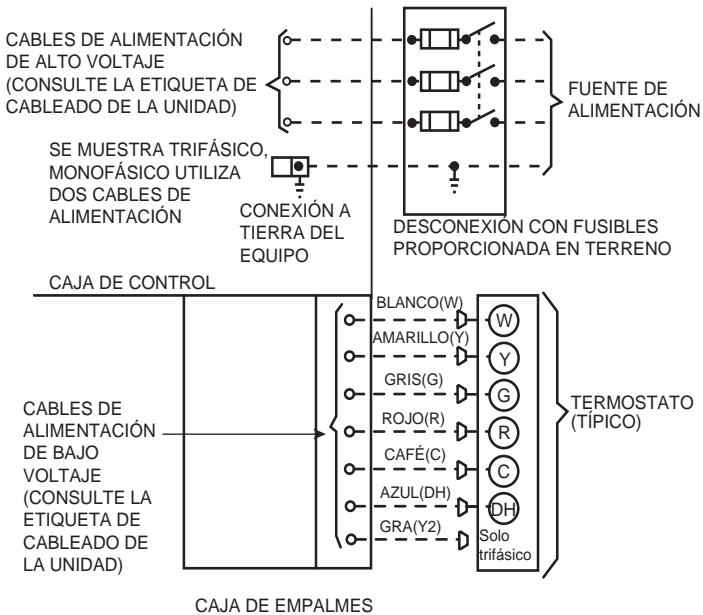 CABLES DE ALIMENTACIÓN
DE ALTO VOLTAJE
(CONSULTE LA ETIQUETA DE
CABLEADO DE LA UNIDAD)
FUENTE DE
ALIMENTACIÓN
SE MUESTRA TRIFÁSICO,
MONOFÁSICO UTILIZA
DOS CABLES DE
ALIMENTACIÓN
CONEXIÓN A
TIERRA DEL
EQUIPO
DESCONEXIÓN CON FUSIBLES
PROPORCIONADA EN TERRENO
CAJA DE CONTROL
BLANCO(W)
W
AMARILLO(Y)
Y
GRIS(G)
G
ROJO(R)
R
CAFÉ(C)
C
AZUL(DH)
DH
GRA(Y2)
Solo
trifásico
TERMOSTATO
(TÍPICO)
CABLES DE
ALIMENTACIÓN
DE BAJO
VOLTAJE
(CONSULTE LA
ETIQUETA DE
CABLEADO DE
LA UNIDAD)
CAJA DE EMPALMES